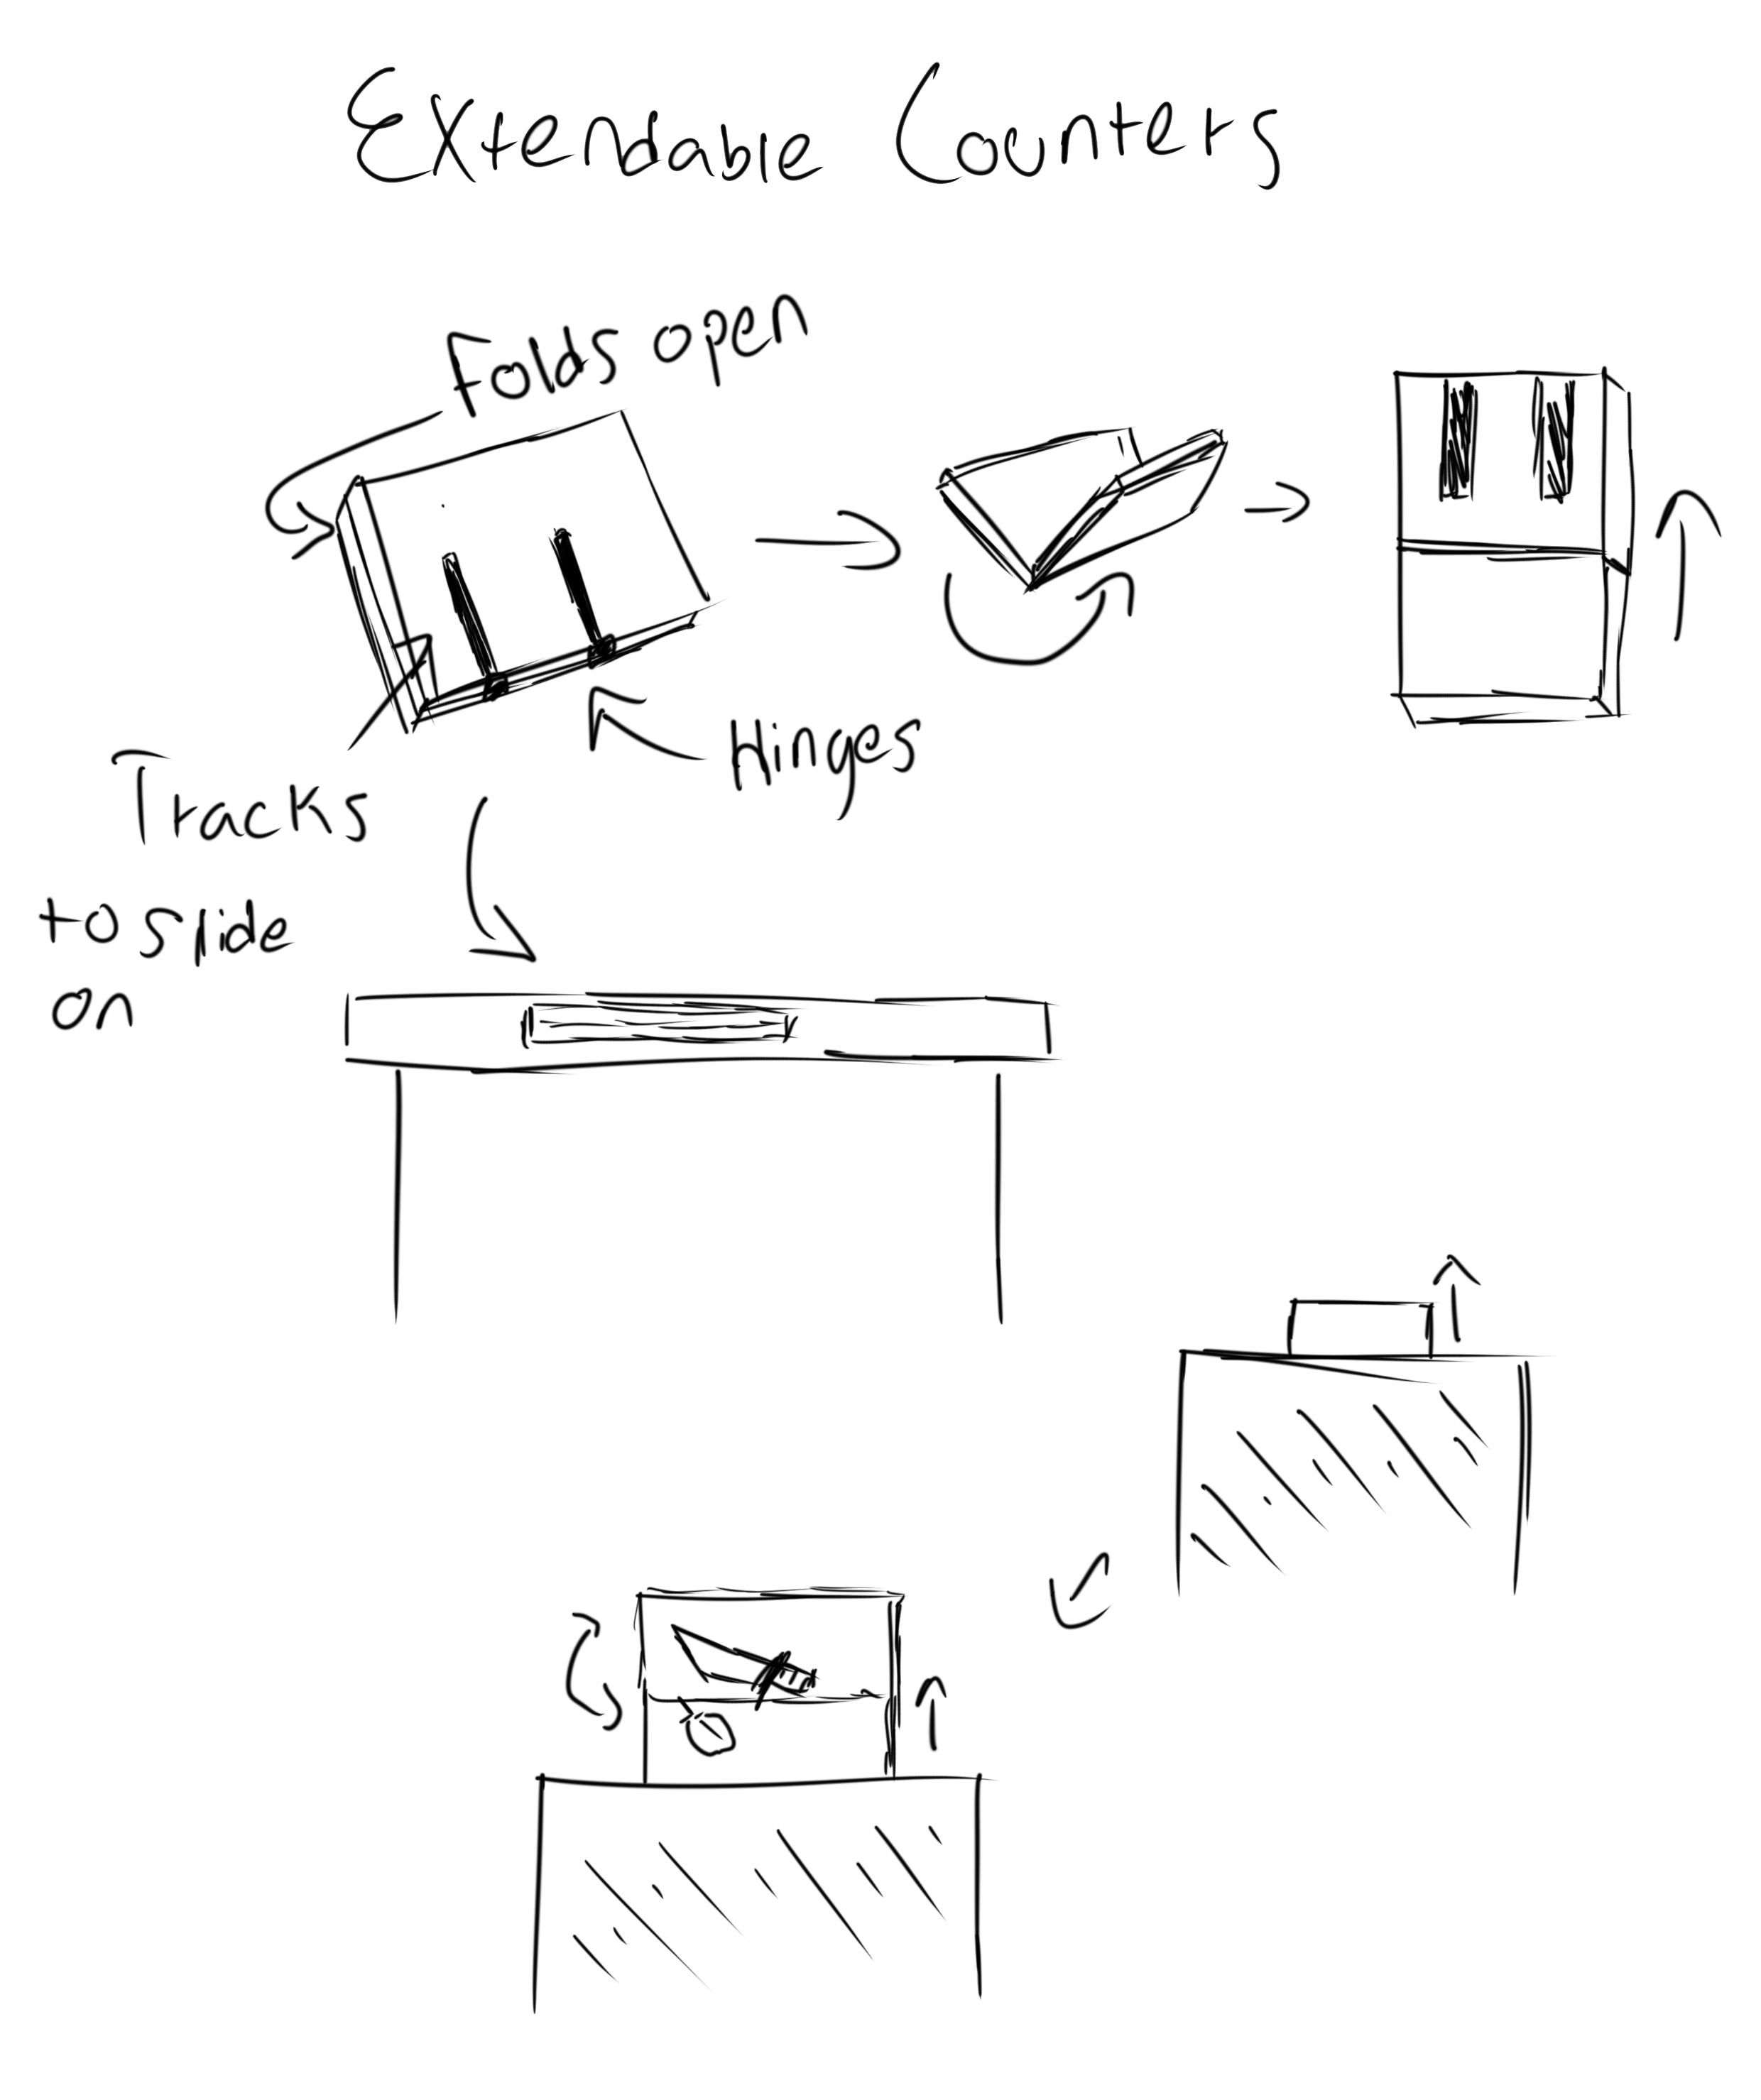 Extendable Counters
Folds open
Hinges
Tracks
to slide
on